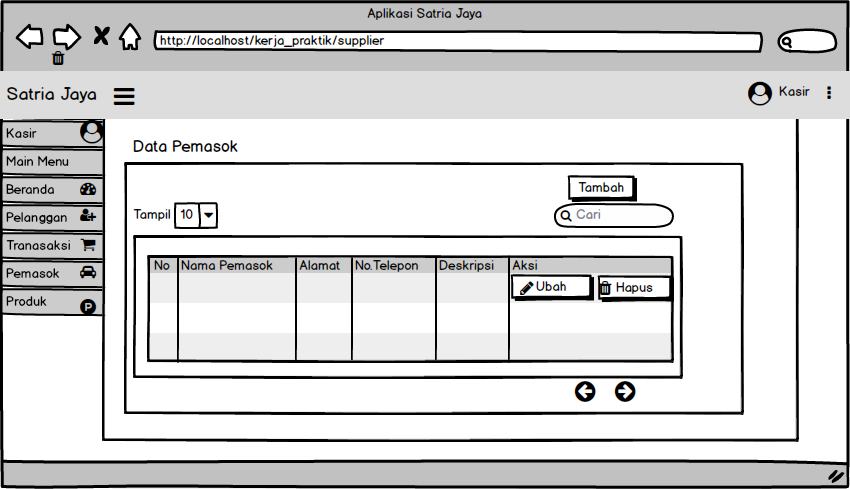 Aplikasi Satria Jaya
http://localhost/kerja_praktik/supplier
Satria Jaya
Kasir
Kasir
Main Menu
Beranda
Pelanggan
Tranasaksi
Pemasok
Produk
P
Data Pemasok
Tambah
Tampil 10
Cari
No Nama Pemasok Alamat No.Telepon Deskripsi Aksi
Ubah Hapus